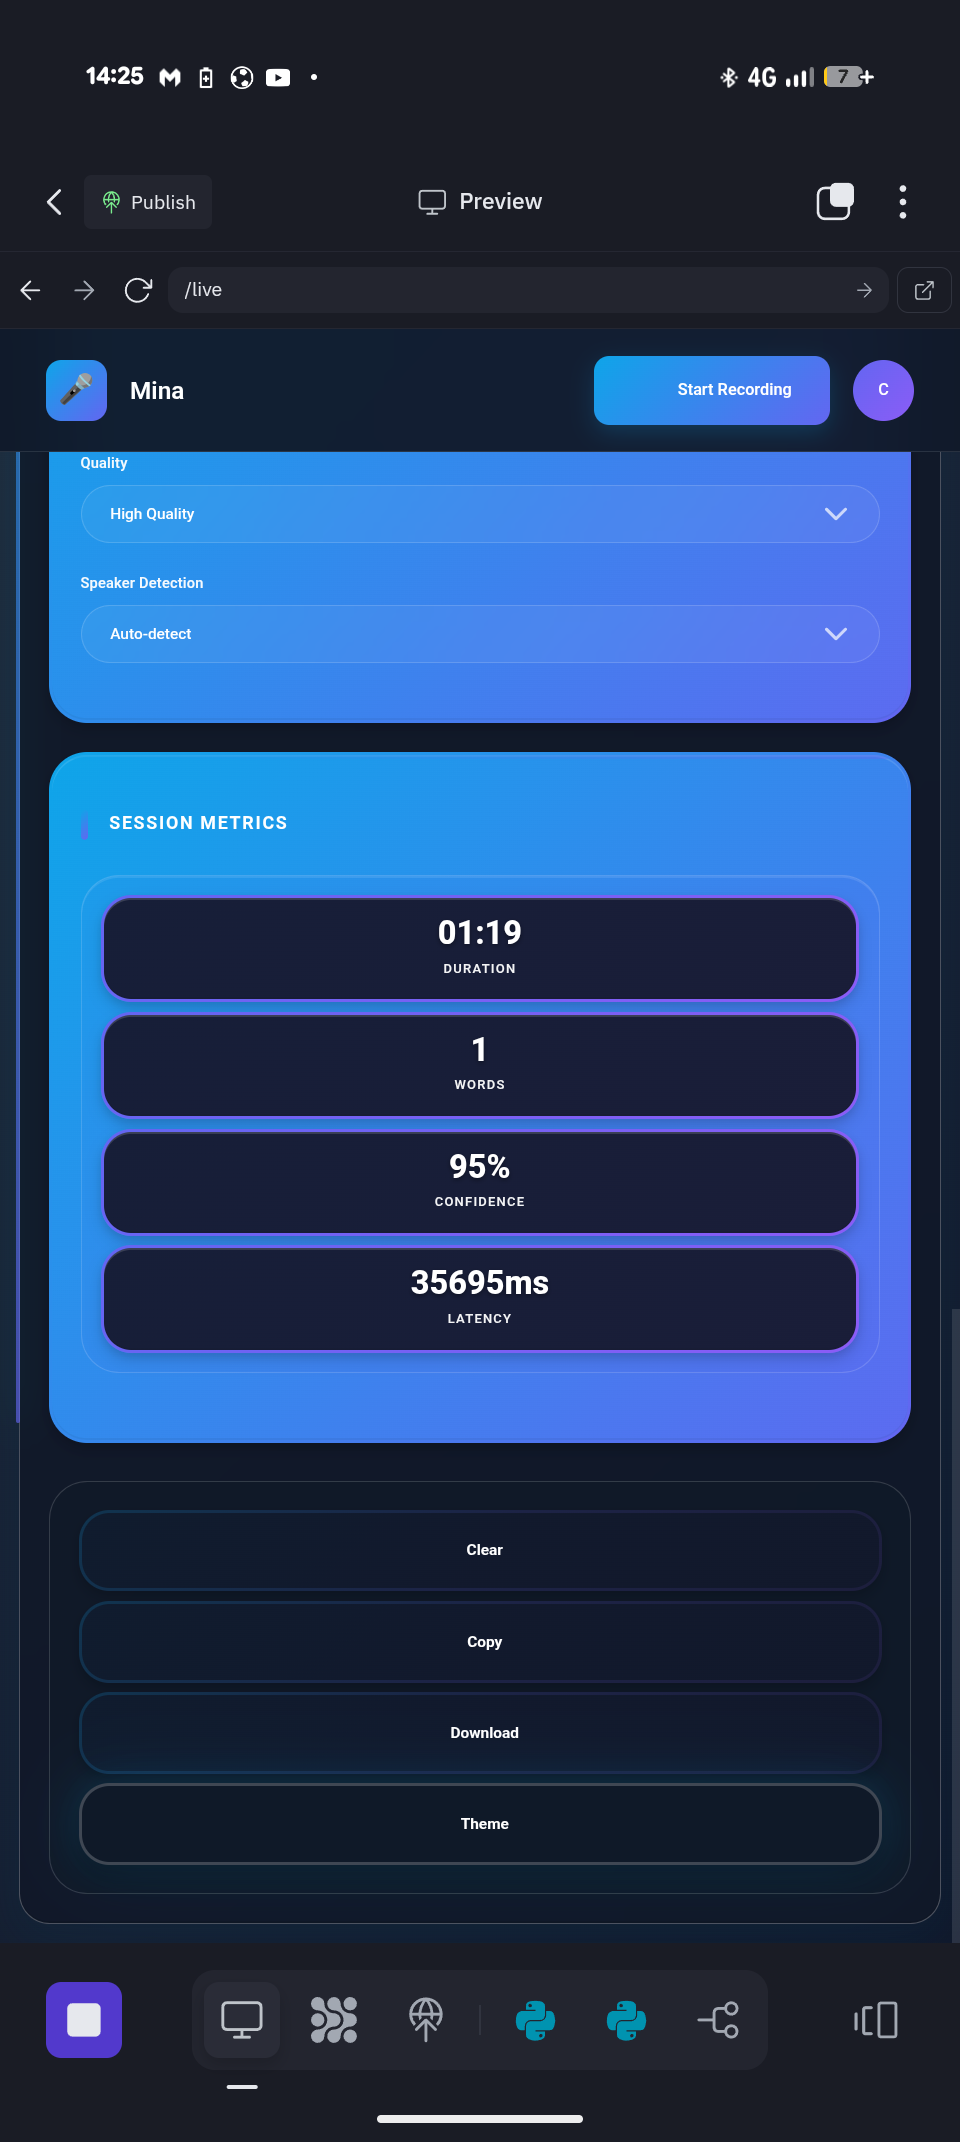 14:25
4G
7
Publish
Preview
/live
Mina
Start Recording
C
Quality
High Quality
Speaker Detection
Auto-detect
SESSION METRICS
01:19
DURATION
1
WORDS
95%
CONFIDENCE
35695ms
LATENCY
Clear
Copy
Download
Theme